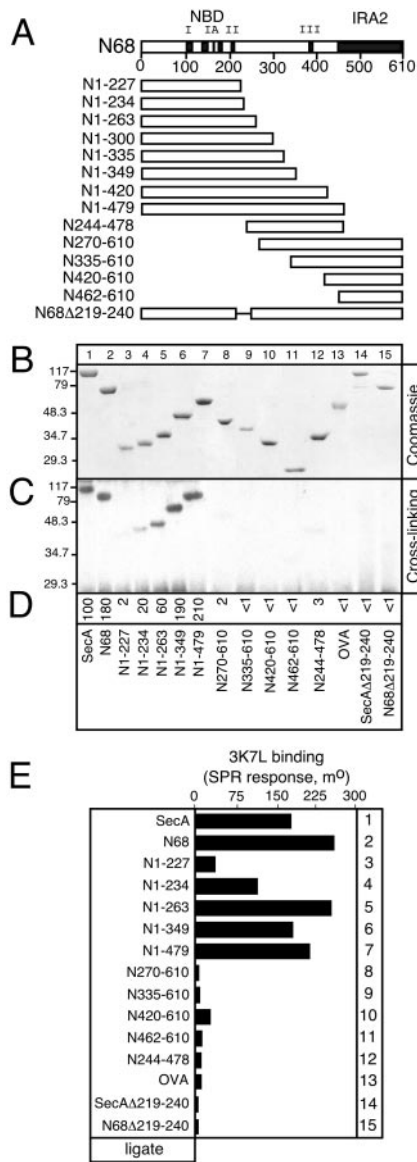 A
NBD
IRA2
I IA II III
N68
0 100 200 300 400 500 610
N1-227
N1-234
N1-263
N1-300
N1-335
N1-349
N1-420
N1-479
N244-478
N270-610
N335-610
N420-610
N462-610
N68Δ219-240
B
1 2 3 4 5 6 7 8 9 10 11 12 13 14 15
117
79
48.3
34.7
29.3
Coomassie
C
117
79
48.3
34.7
29.3
Cross-linking
D
100 180 2 20 60 190 210 2 <1 <1 <1 3 <1 <1 <1
SecA N68 N1-227 N1-234 N1-263 N1-349 N1-479 N270-610 N335-610 N420-610 N462-610 N244-478 OVA SecAΔ219-240 N68Δ219-240
E
3K7L binding
(SPR response, mº)
0 75 150 225 300
SecA 1
N68 2
N1-227 3
N1-234 4
N1-263 5
N1-349 6
N1-479 7
N270-610 8
N335-610 9
N420-610 10
N462-610 11
N244-478 12
OVA 13
SecAΔ219-240 14
N68Δ219-240 15
ligate